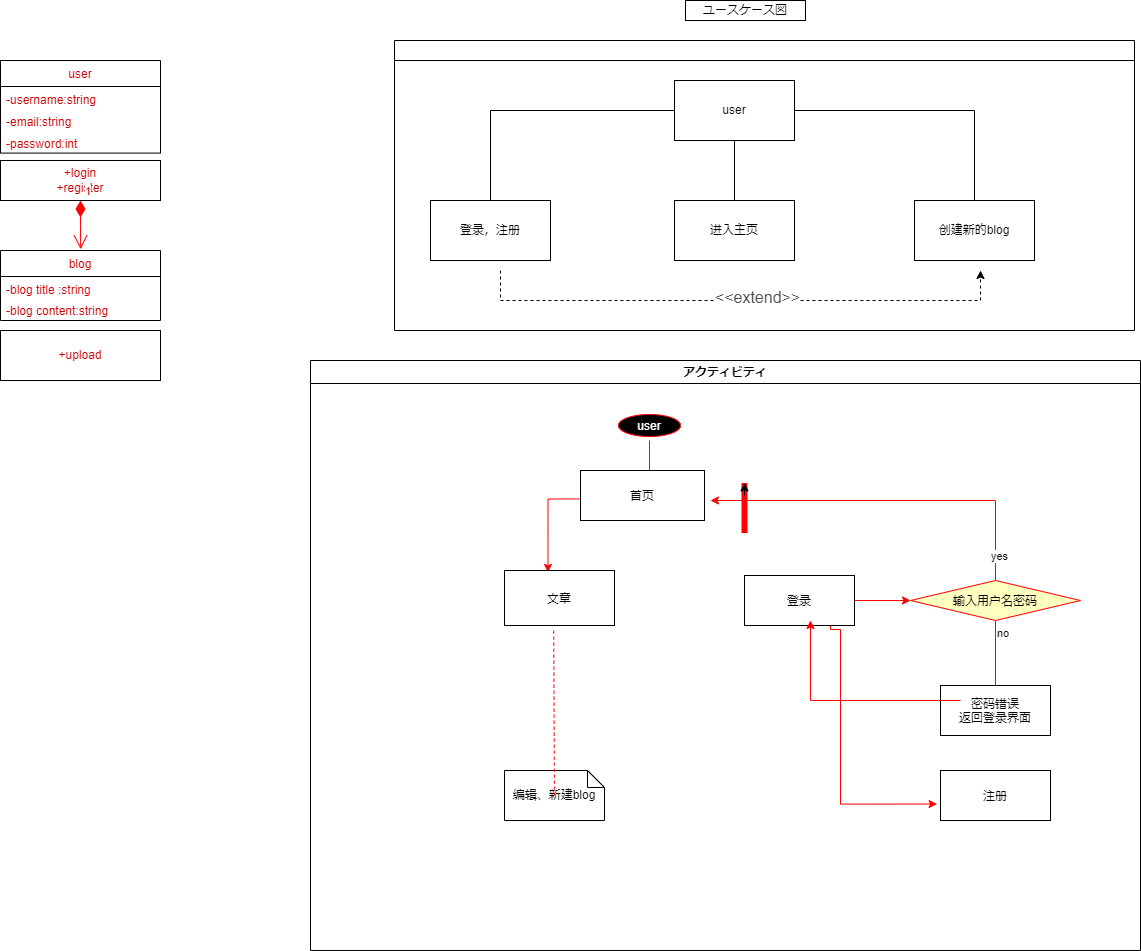 ユースケース図
user
-username:string
-email:string
-password:int
+login
+register
1
blog
-blog title :string
-blog content:string
+upload
user
登录，注册
进入主页
创建新的blog
<<extend>>
アクティビティ
user
首页
yes
文章
登录
输入用户名密码
no
密码错误
返回登录界面
编辑、新建blog
注册